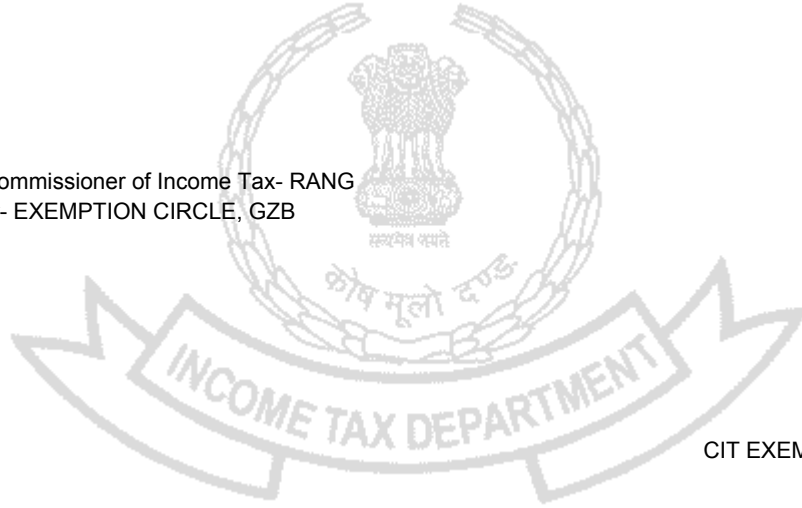 ommissioner of Income Tax- RANG
- EXEMPTION CIRCLE, GZB
सत्यमेव जयते
कोष मूलो दण्ड:
INCOME TAX DEPARTMENT
CIT EXEM